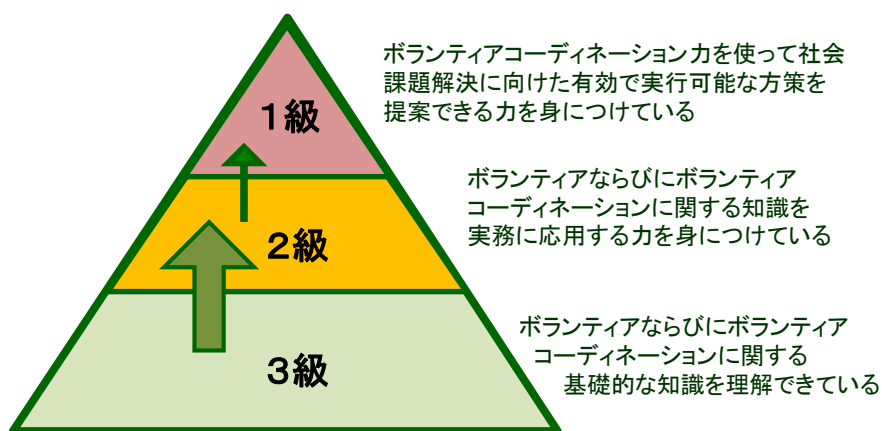 ボランティアコーディネーション力を使って社会
課題解決に向けた有効で実行可能な方策を
提案できる力を身につけている
１級
ボランティアならびにボランティア
コーディネーションに関する知識を
実務に応用する力を身につけている
２級
ボランティアならびにボランティア
コーディネーションに関する
基礎的な知識を理解できている
３級